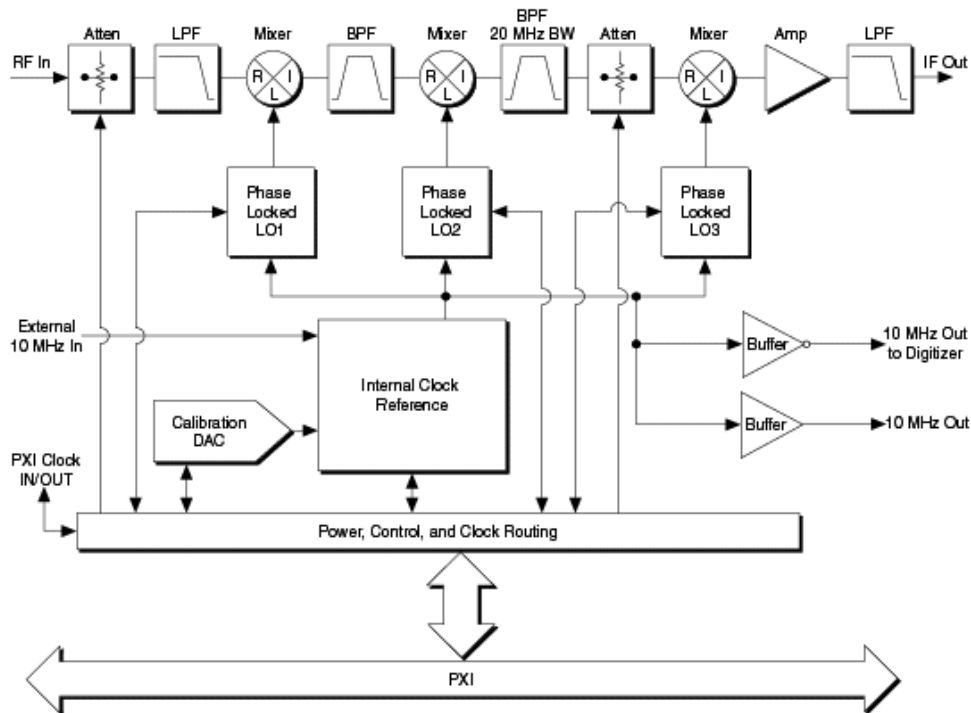 BPF
Atten LPF Mixer BPF Mixer 20 MHz BW Atten Mixer Amp LPF
RF In
R I L
R I L
R I L
IF Out
Phase
Locked
LO1
Phase
Locked
LO2
Phase
Locked
LO3
External
10 MHz In
Internal Clock
Reference
Buffer
10 MHz Out
to Digitizer
Calibration
DAC
Buffer
10 MHz Out
PXI Clock
IN/OUT
Power, Control, and Clock Routing
PXI